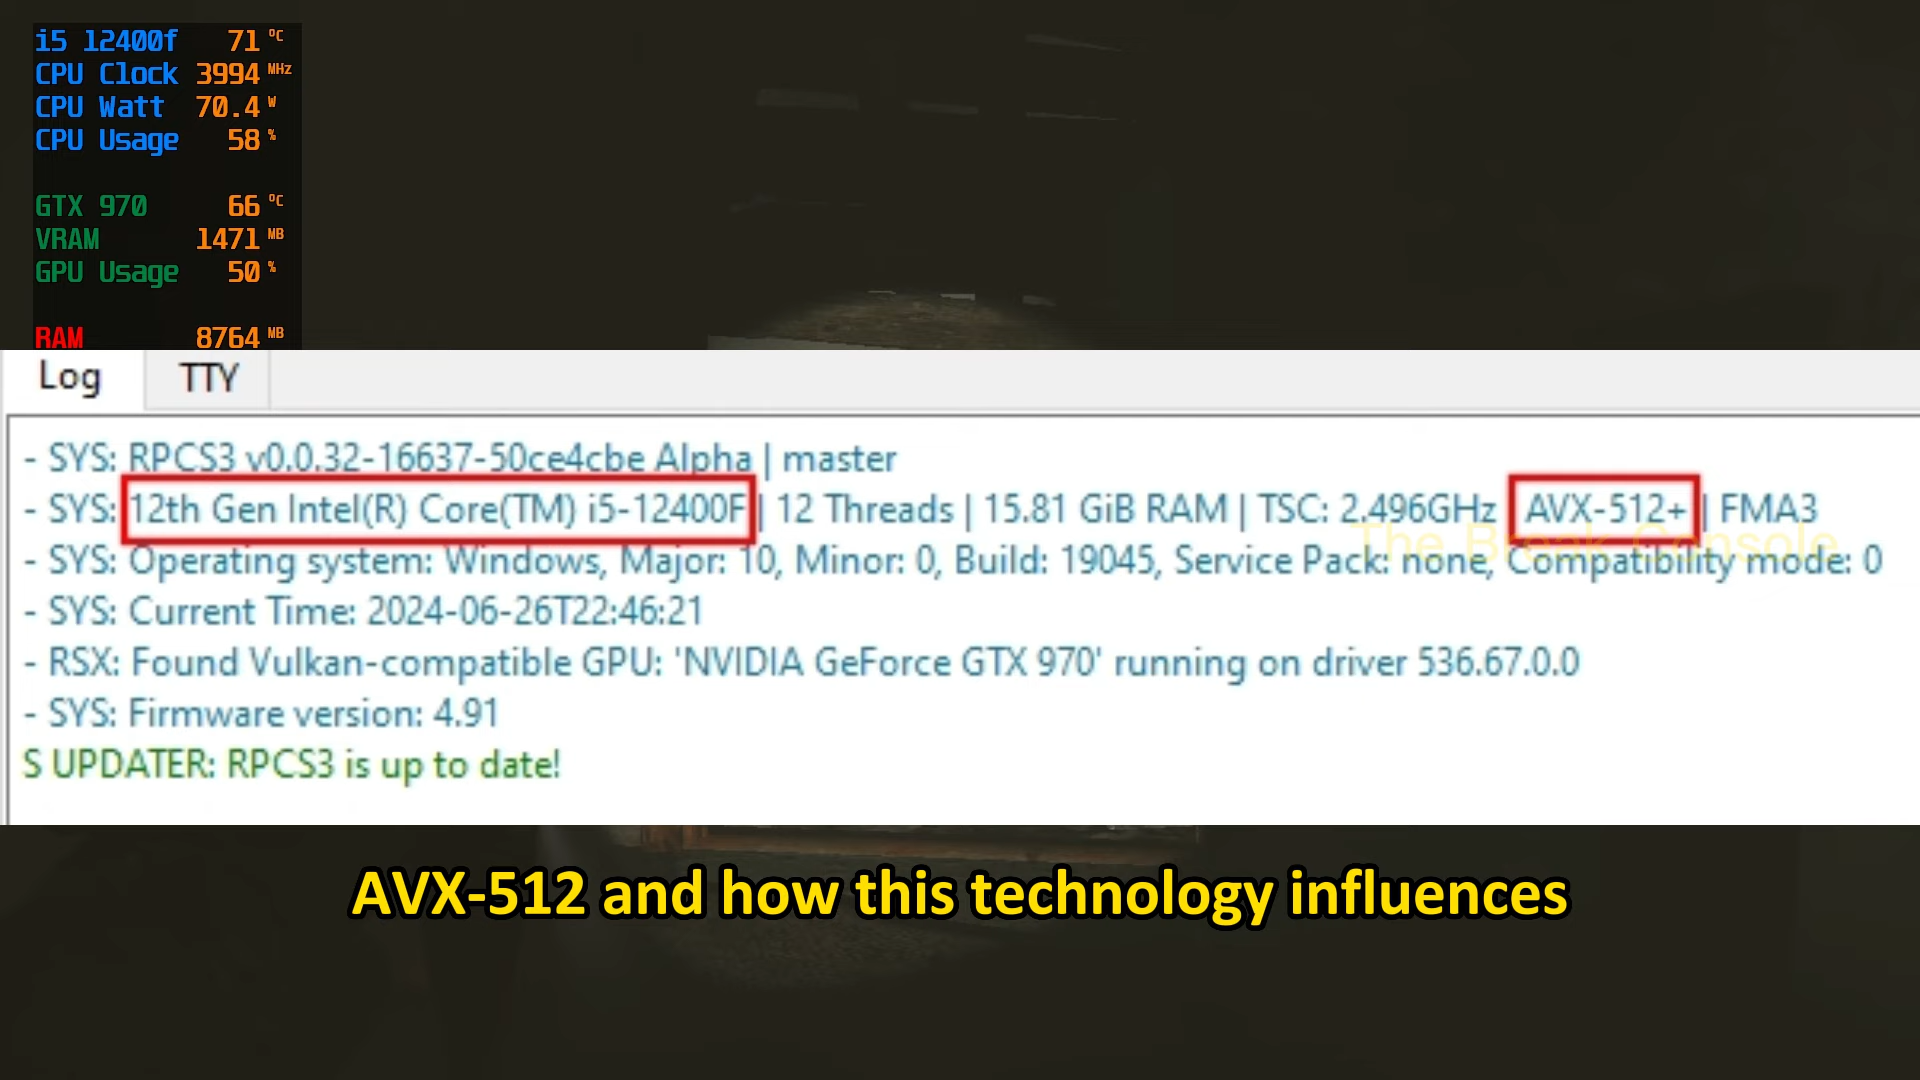 i5 12400f 71 °C
CPU Clock 3994 MHz
CPU Watt 70.4 W
CPU Usage 58 %
GTX 970 66 °C
VRAM 1471 MB
GPU Usage 50 %
RAM 8764 MB
Log TTY
- SYS: RPCS3 v0.0.32-16637-50ce4cbe Alpha | master
- SYS: 12th Gen Intel(R) Core(TM) i5-12400F | 12 Threads | 15.81 GiB RAM | TSC: 2.496GHz AVX-512+ | FMA3
The Break Console
- SYS: Operating system: Windows, Major: 10, Minor: 0, Build: 19045, Service Pack: none, Compatibility mode: 0
- SYS: Current Time: 2024-06-26T22:46:21
- RSX: Found Vulkan-compatible GPU: 'NVIDIA GeForce GTX 970' running on driver 536.67.0.0
- SYS: Firmware version: 4.91
S UPDATER: RPCS3 is up to date!
AVX-512 and how this technology influences